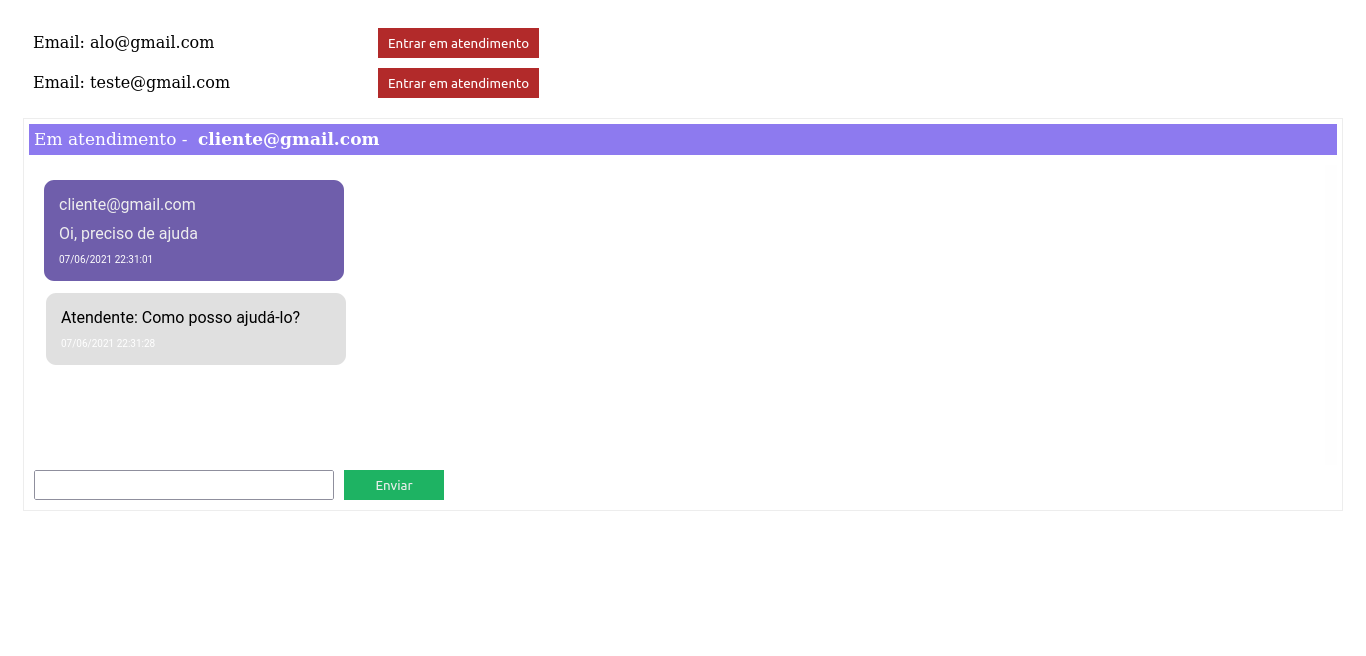 Email: alo@gmail.com
Entrar em atendimento
Email: teste@gmail.com
Entrar em atendimento
Em atendimento - cliente@gmail.com
cliente@gmail.com
Oi, preciso de ajuda
07/06/2021 22:31:01
Atendente: Como posso ajudá-lo?
07/06/2021 22:31:28
Enviar